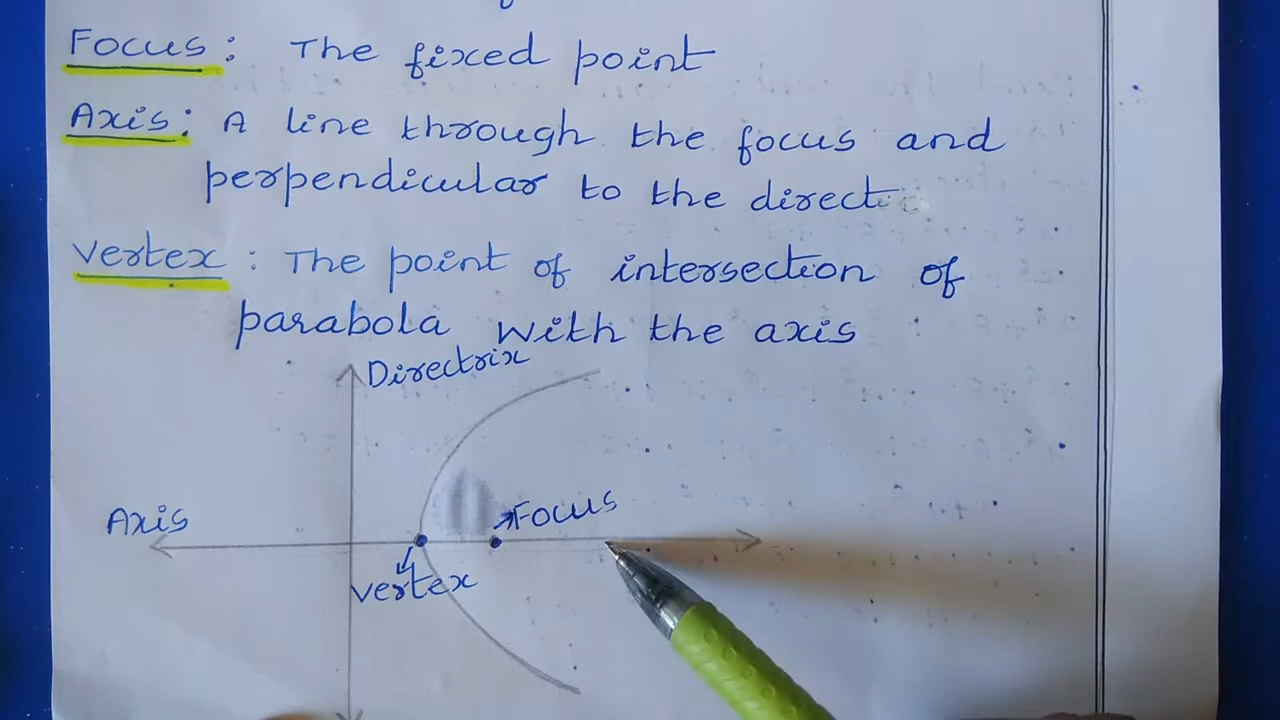 Focus: The fixed point
Axis: A line through the focus and
perpendicular to the
Vertex: The point of intersection of
parabola with the axis
Directrix
Focus
Axis
Vertex